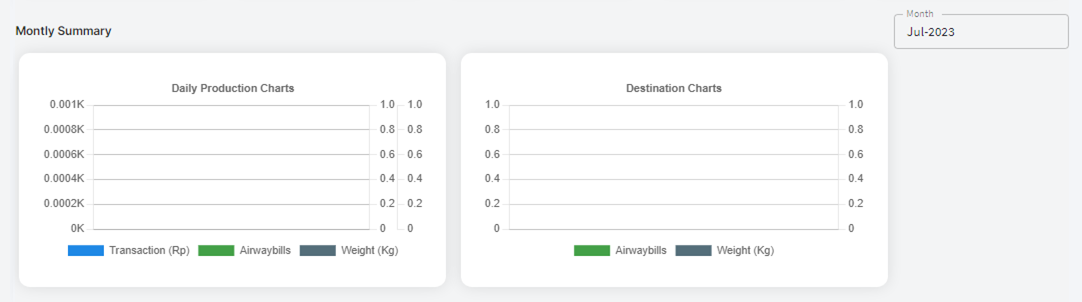 Month
Montly Summary
Jul-2023
Daily Production Charts
0.001K 1.0 1.0
0.0008K 0.8 0.8
0.0006K 0.6 0.6
0.0004K 0.4 0.4
0.0002K 0.2 0.2
0K 0 0
Transaction (Rp) Airwaybills Weight (Kg)
Destination Charts
1.0 1.0
0.8 0.8
0.6 0.6
0.4 0.4
0.2 0.2
0 0
Airwaybills Weight (Kg)